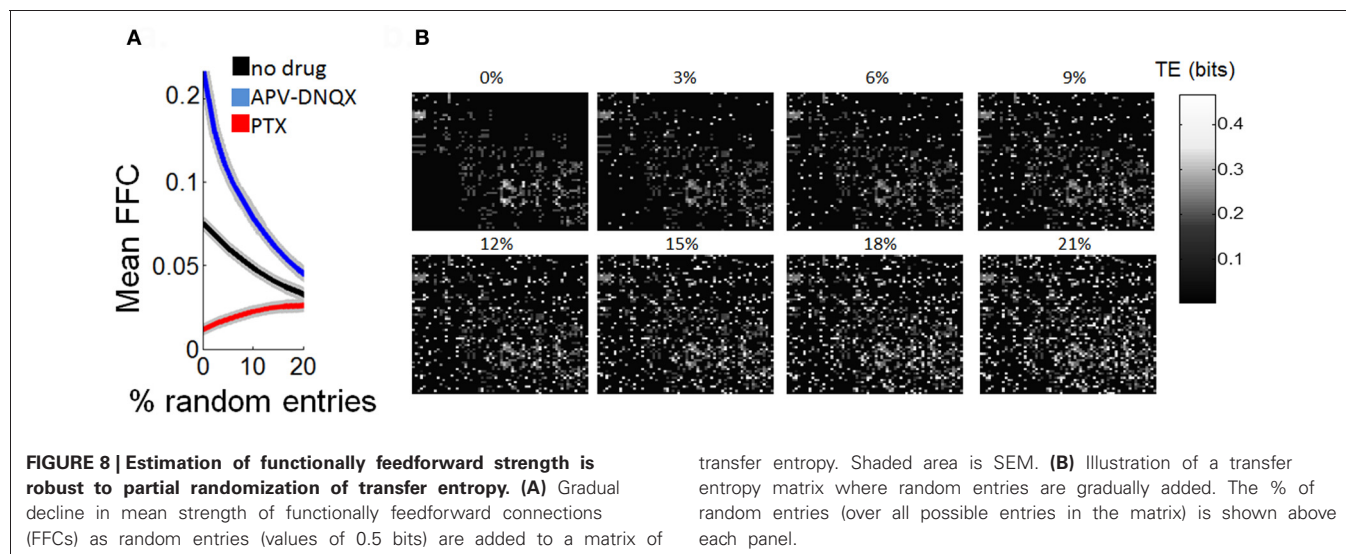 A
B
no drug
APV-DNQX
PTX
0.2
0.1
0.05
0
Mean FFC
0 10 20
% random entries
0% 3% 6% 9%
12% 15% 18% 21%
TE (bits)
0.4
0.3
0.2
0.1
FIGURE 8 | Estimation of functionally feedforward strength is
robust to partial randomization of transfer entropy. (A) Gradual
decline in mean strength of functionally feedforward connections
(FFCs) as random entries (values of 0.5 bits) are added to a matrix of
transfer entropy. Shaded area is SEM. (B) Illustration of a transfer
entropy matrix where random entries are gradually added. The % of
random entries (over all possible entries in the matrix) is shown above
each panel.